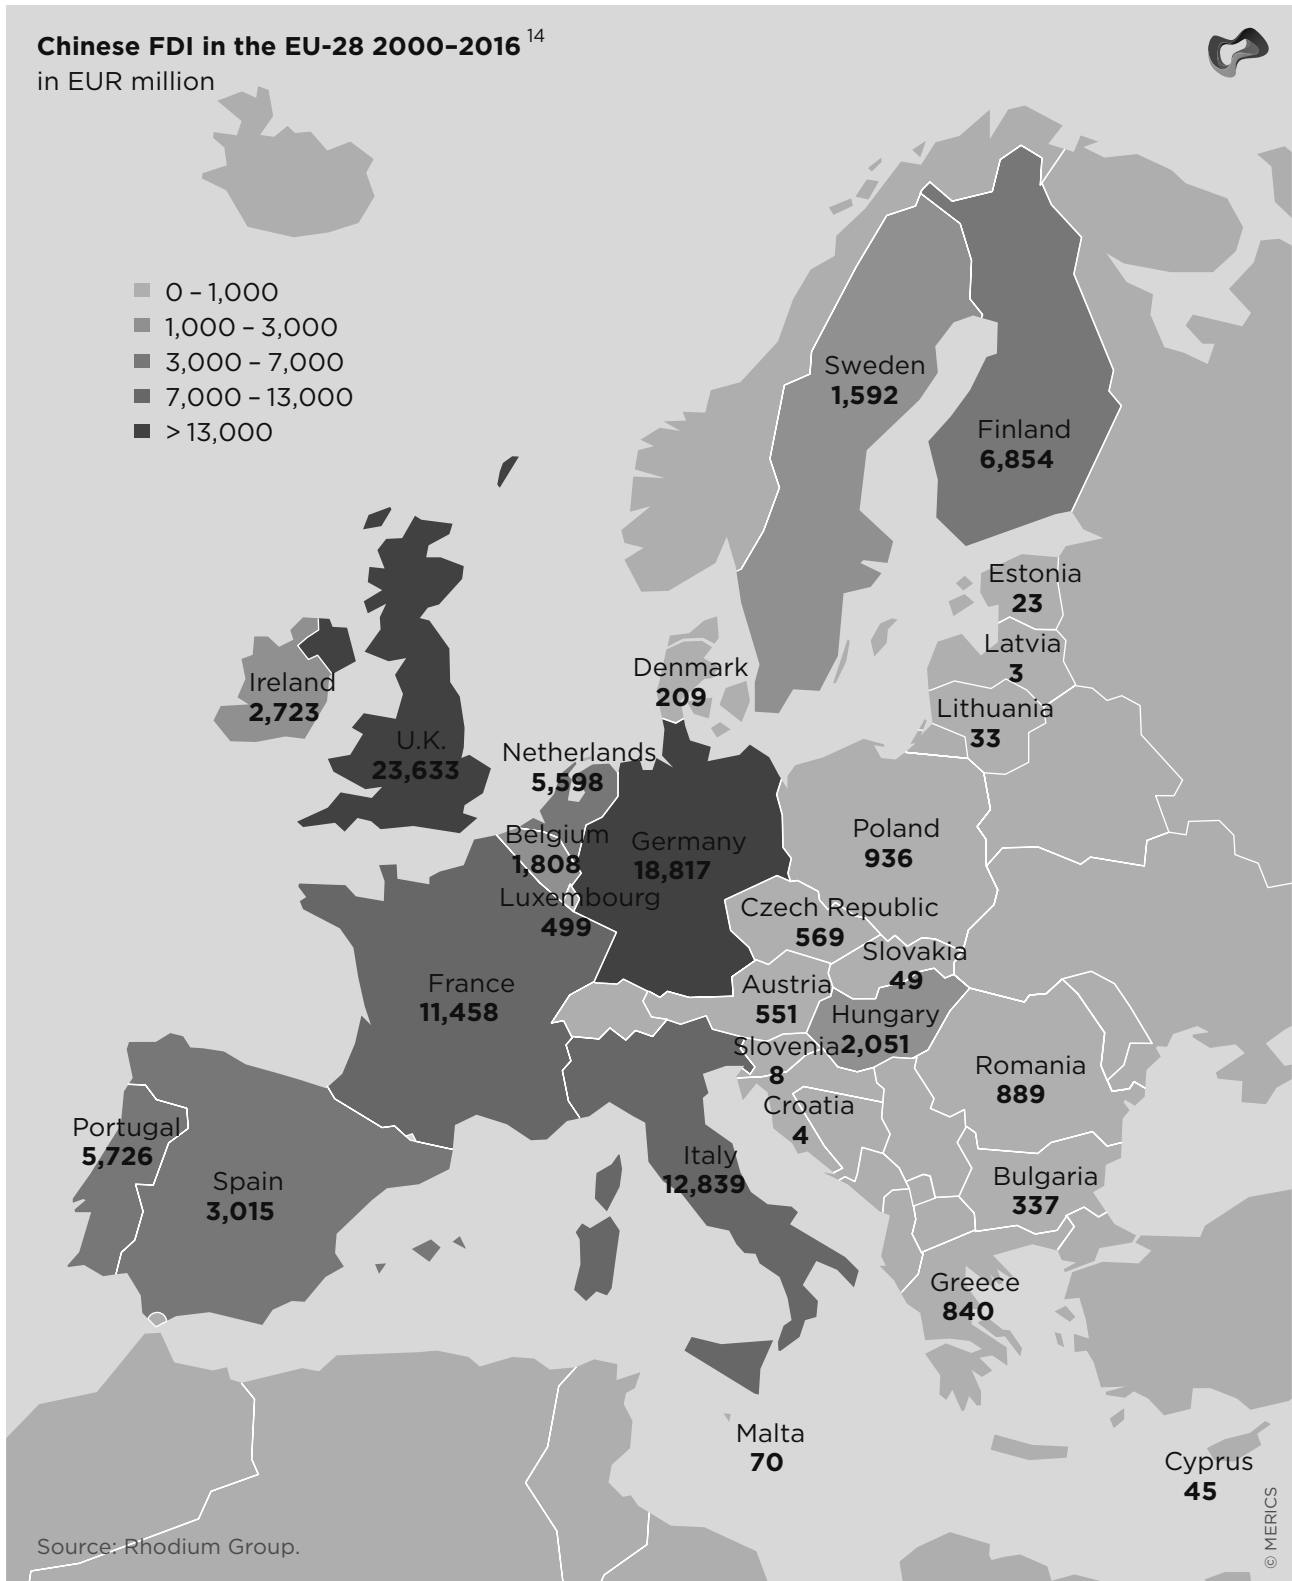 Chinese FDI in the EU-28 2000–2016 14
in EUR million
0 – 1,000
1,000 – 3,000
3,000 – 7,000
7,000 – 13,000
> 13,000
Sweden
1,592
Finland
6,854
Estonia
23
Latvia
3
Lithuania
33
Denmark
209
Ireland
2,723
U.K.
23,633
Netherlands
5,598
Belgium
1,808
Luxembourg
499
Germany
18,817
Poland
936
Czech Republic
569
Slovakia
49
Austria
551
Hungary
2,051
Slovenia
8
Croatia
4
France
11,458
Romania
889
Portugal
5,726
Spain
3,015
Italy
12,839
Bulgaria
337
Greece
840
Malta
70
Cyprus
45
Source: Rhodium Group.
© MERICS